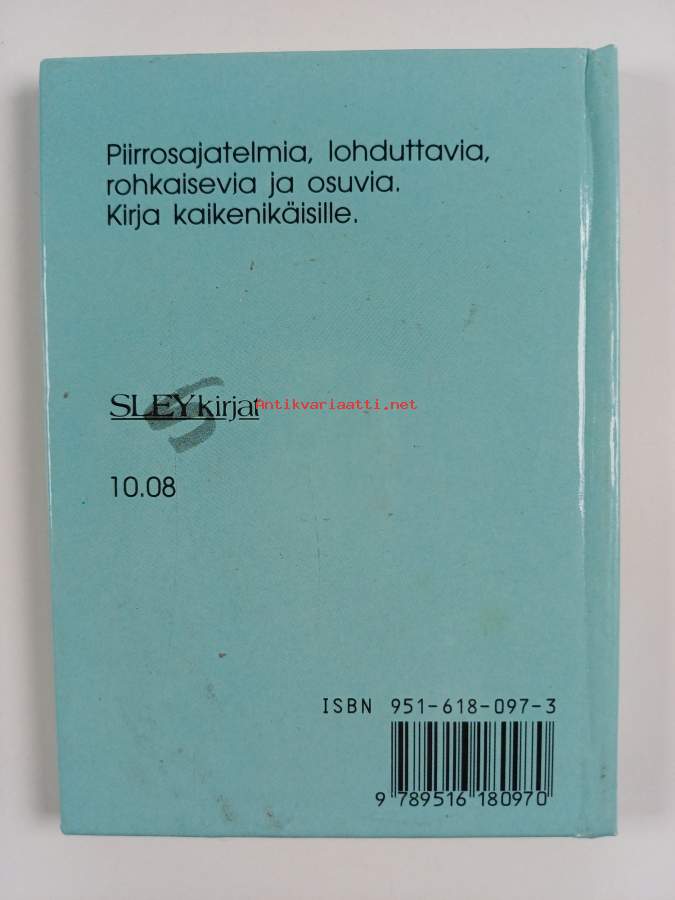 Piirrosajatelmia, lohduttavia,
rohkaisevia ja osuvia.
Kirja kaikenikäisille.
SLEYkirjat
Antikvariaatti.net
10.08
ISBN 951-618-097-3
9 789516 180970